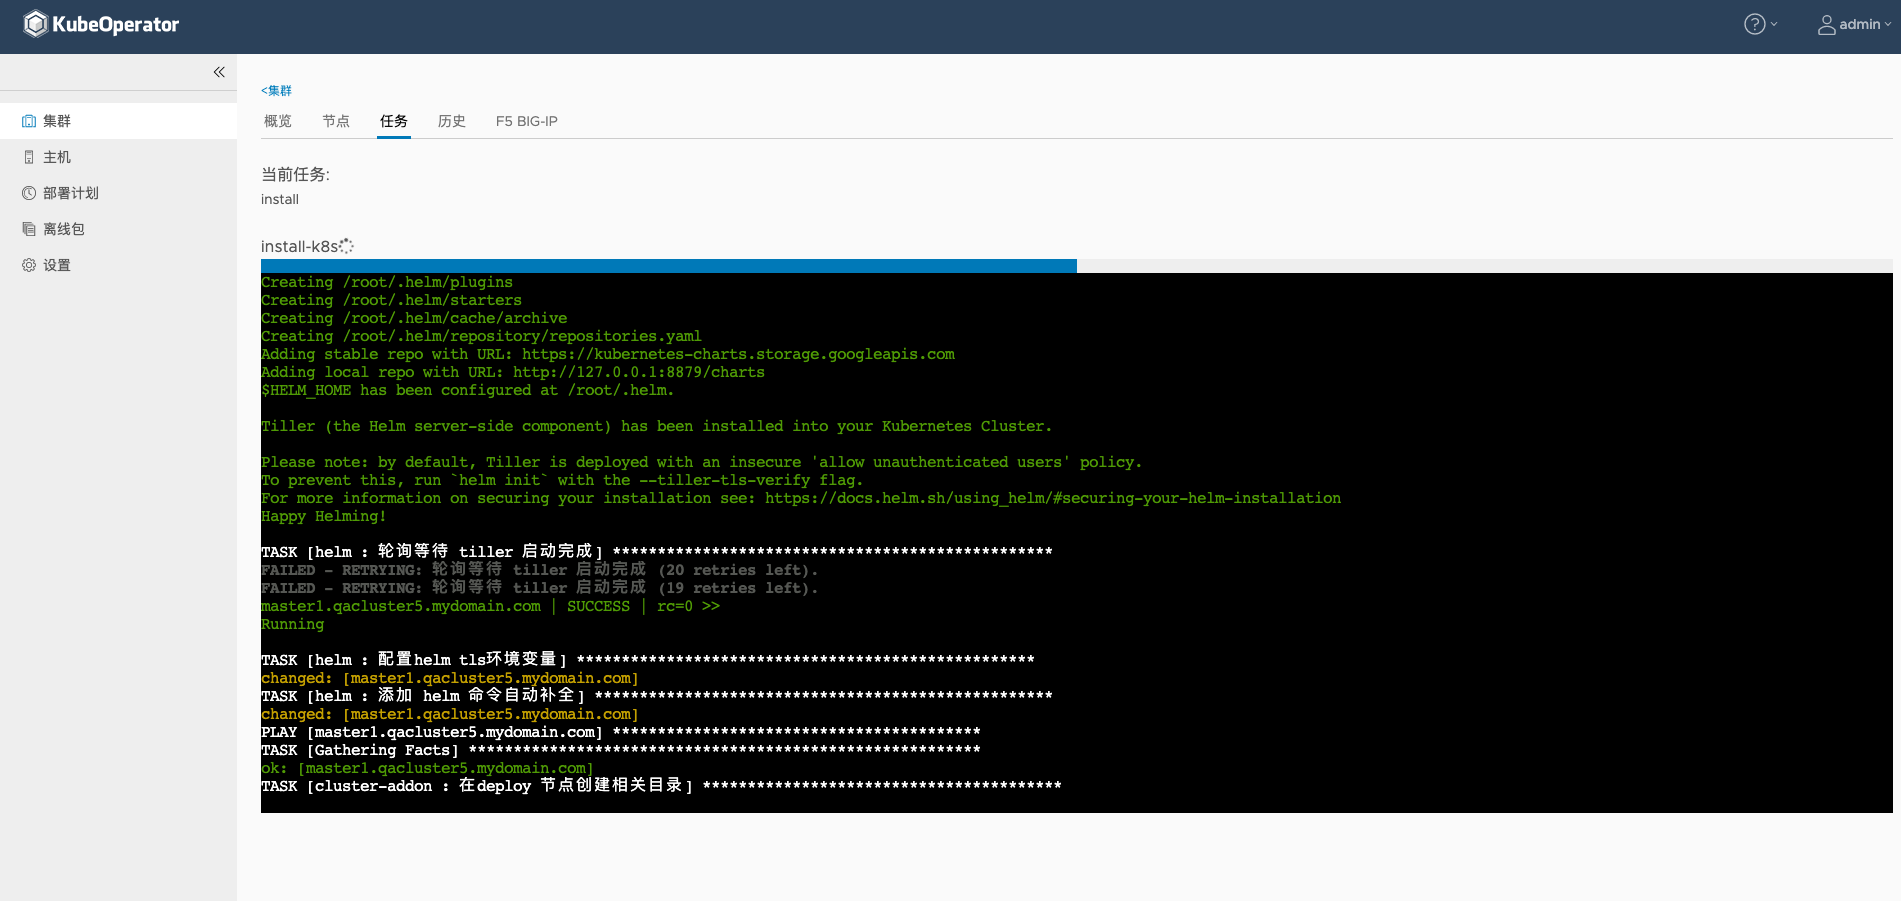 KubeOperator
?
admin
集群
主机
部署计划
离线包
设置
<集群
概览 节点 任务 历史 F5 BIG-IP
当前任务:
install
install-k8s
Creating /root/.helm/plugins
Creating /root/.helm/starters
Creating /root/.helm/cache/archive
Creating /root/.helm/repository/repositories.yaml
Adding stable repo with URL: https://kubernetes-charts.storage.googleapis.com
Adding local repo with URL: http://127.0.0.1:8879/charts
$HELM_HOME has been configured at /root/.helm.
Tiller (the Helm server-side component) has been installed into your Kubernetes Cluster.
Please note: by default, Tiller is deployed with an insecure 'allow unauthenticated users' policy.
To prevent this, run `helm init` with the --tiller-tls-verify flag.
For more information on securing your installation see: https://docs.helm.sh/using_helm/#securing-your-helm-installation
Happy Helming!
TASK [helm : 轮询等待 tiller 启动完成] *************************************************
FAILED - RETRYING: 轮询等待 tiller 启动完成 (20 retries left).
FAILED - RETRYING: 轮询等待 tiller 启动完成 (19 retries left).
master1.qacluster5.mydomain.com | SUCCESS | rc=0 >>
Running
TASK [helm : 配置helm tls环境变量] ***************************************************
changed: [master1.qacluster5.mydomain.com]
TASK [helm : 添加 helm 命令自动补全] ***************************************************
changed: [master1.qacluster5.mydomain.com]
PLAY [master1.qacluster5.mydomain.com] *****************************************
TASK [Gathering Facts] *********************************************************
ok: [master1.qacluster5.mydomain.com]
TASK [cluster-addon : 在deploy 节点创建相关目录] ****************************************